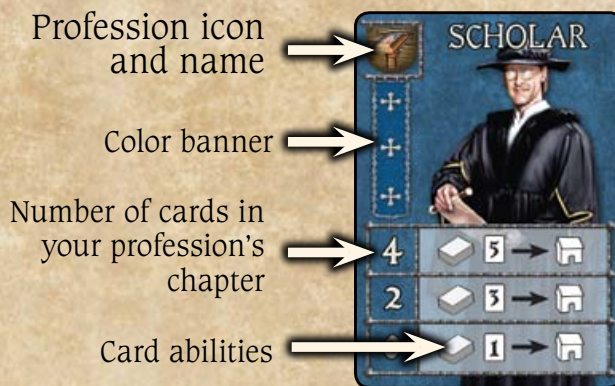 Profession icon
and name
SCHOLAR
Color banner
Number of cards in
your profession's
chapter
4 5
2 3
Card abilities
1